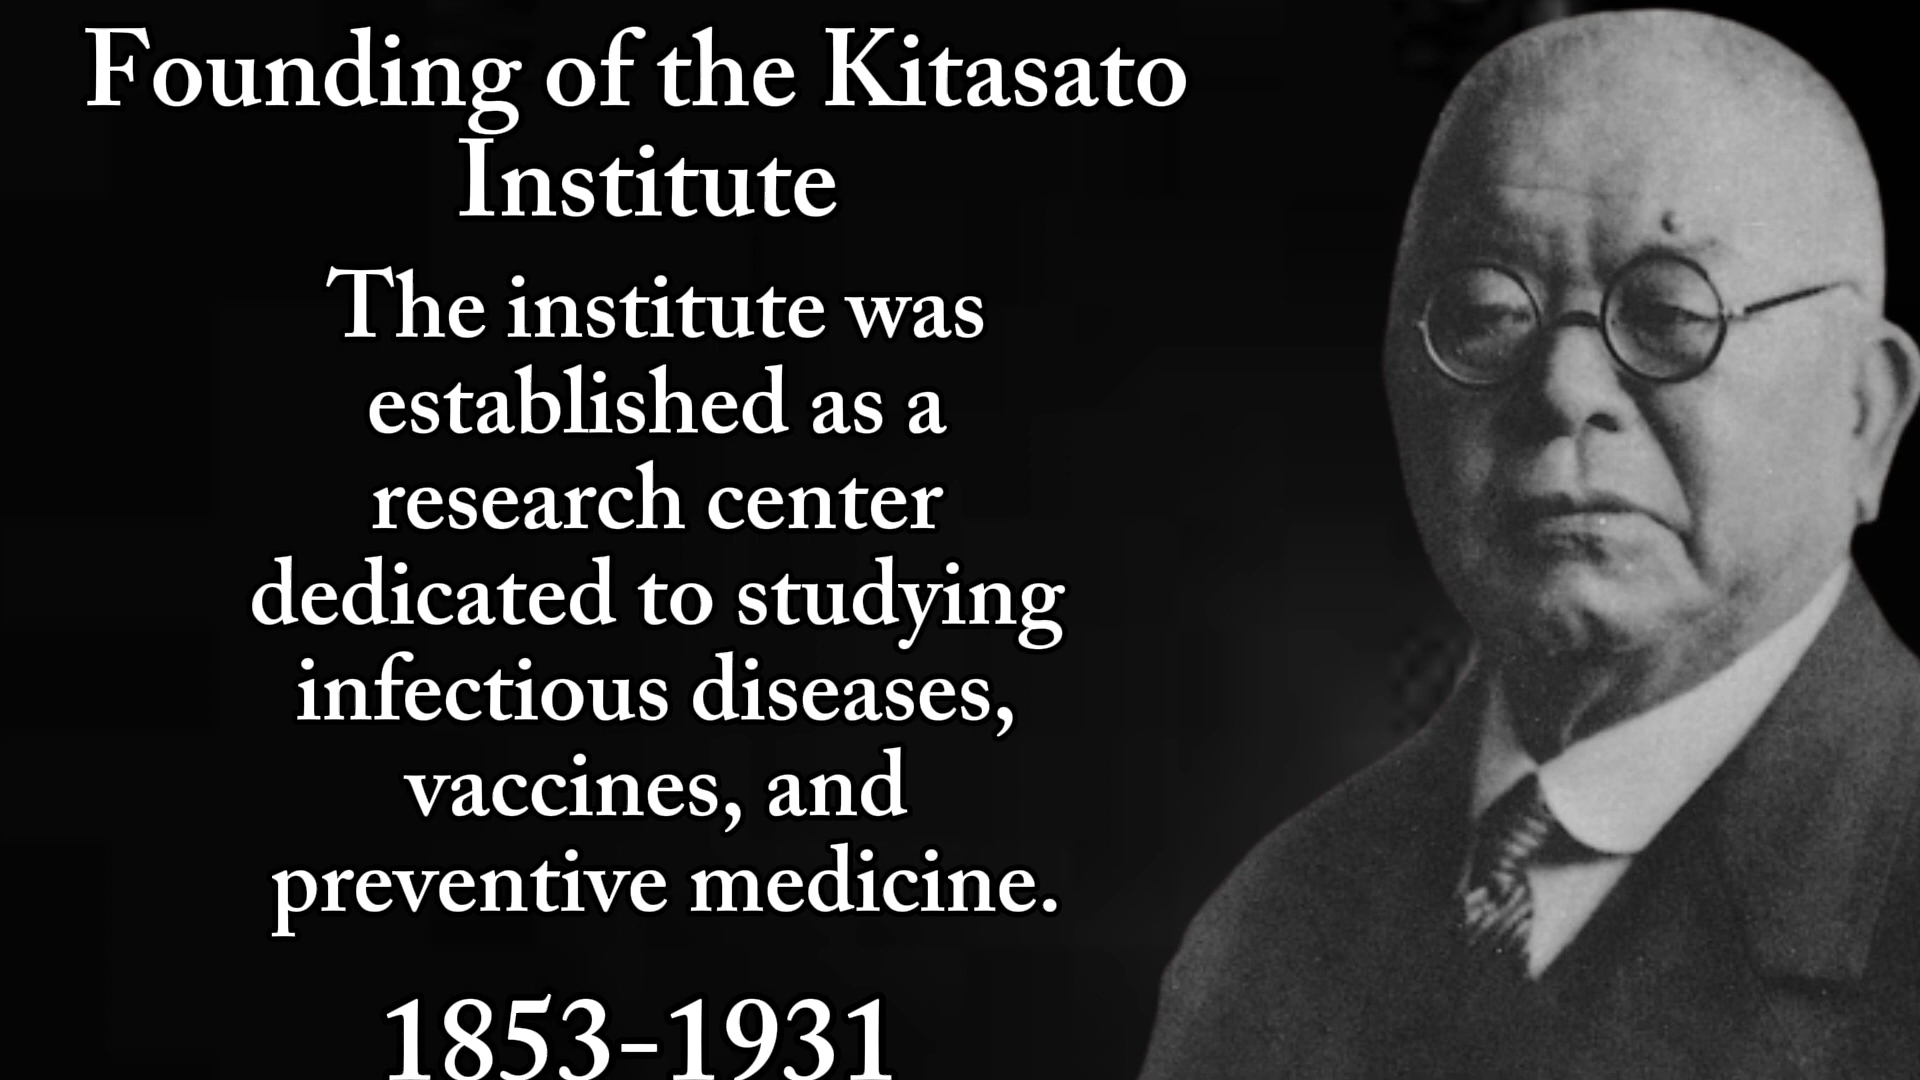 Founding of the Kitasato
Institute
The institute was
established as a
research center
dedicated to studying
infectious diseases,
vaccines, and
preventive medicine.
1853-1931